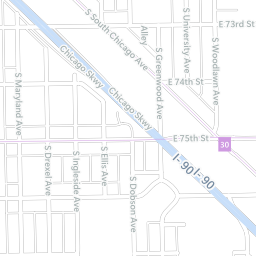 E 73rd St
Alley
S University Ave
S South Chicago Ave
Chicago Skwy
S Woodlawn Ave
S Greenwood Ave
E 74th St
S Maryland Ave
Chicago Skwy
E 75th St
30
I- 90
I- 90
S Drexel Ave
S Ingleside Ave
S Ellis Ave
S Dobson Ave